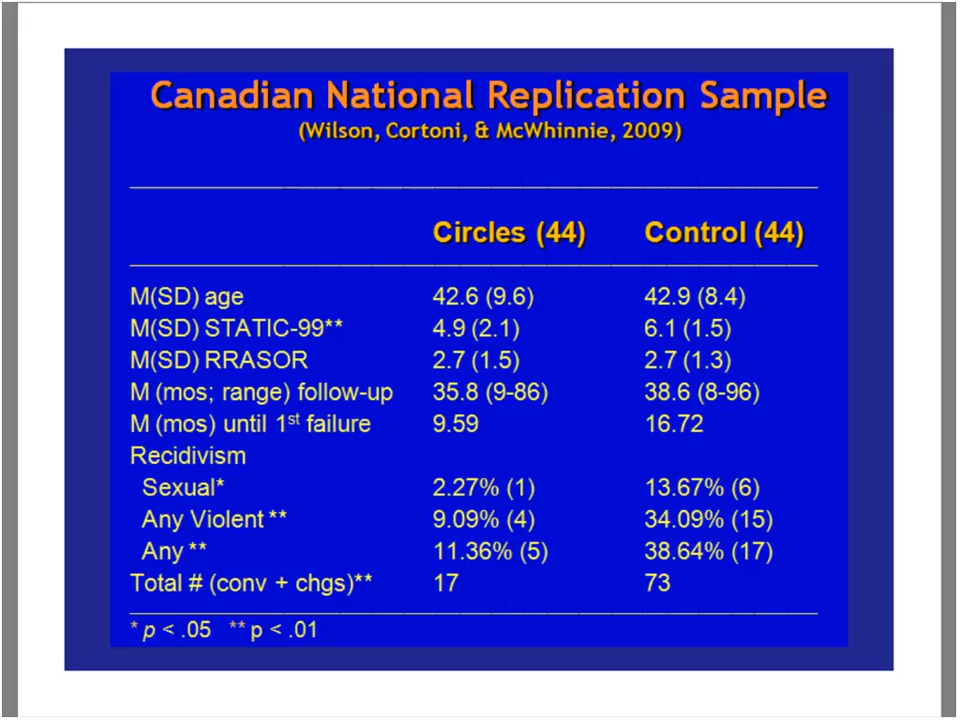 Canadian National Replication Sample
(Wilson, Cortoni, & McWhinnie, 2009)
Circles (44) Control (44)
M(SD) age 42.6 (9.6) 42.9 (8.4)
M(SD) STATIC-99** 4.9 (2.1) 6.1 (1.5)
M(SD) RRASOR 2.7 (1.5) 2.7 (1.3)
M (mos; range) follow-up 35.8 (9-86) 38.6 (8-96)
M (mos) until 1st failure 9.59 16.72
Recidivism
Sexual* 2.27% (1) 13.67% (6)
Any Violent ** 9.09% (4) 34.09% (15)
Any ** 11.36% (5) 38.64% (17)
Total # (conv + chgs)** 17 73
* p < .05 ** p < .01